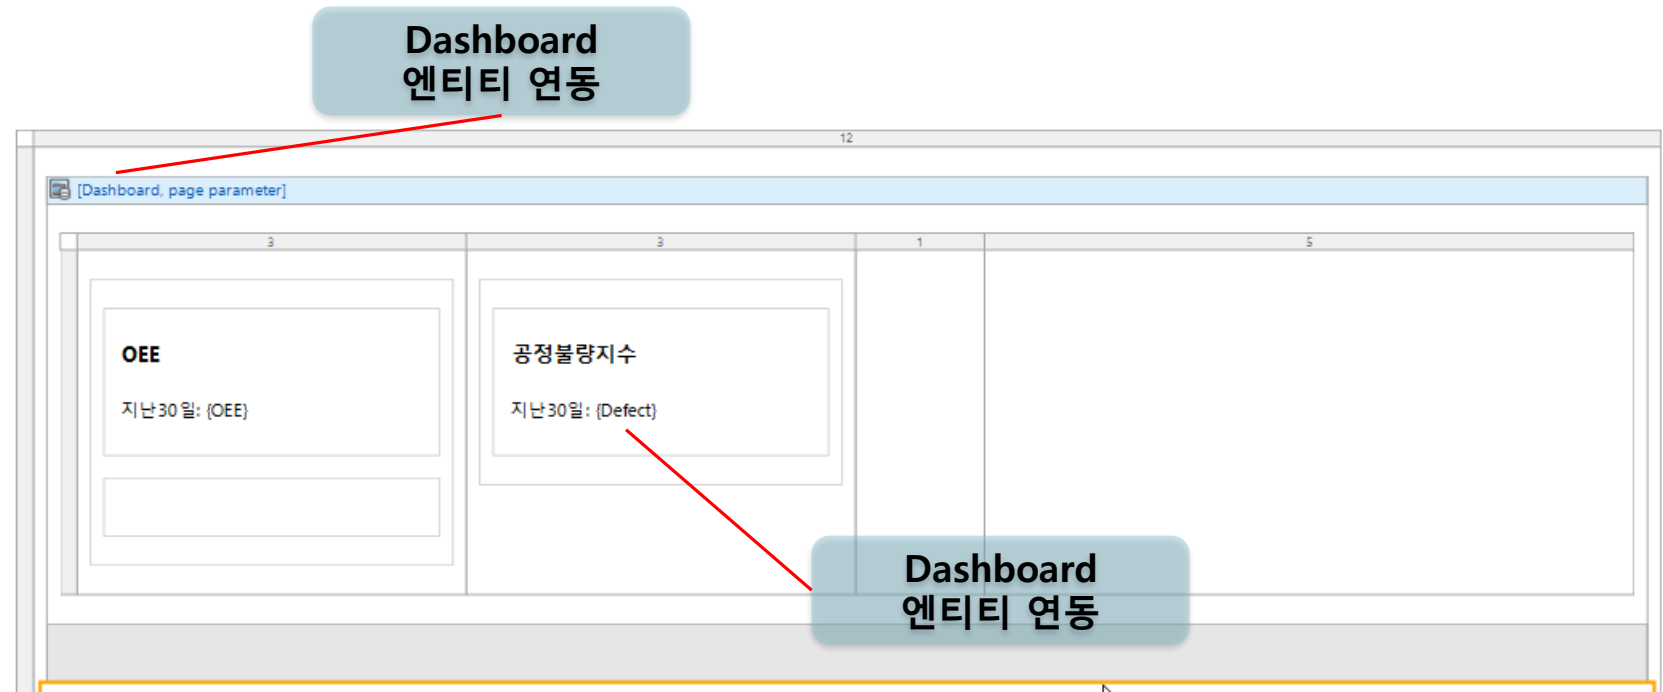 Dashboard
엔티티 연동
12
[Dashboard, page parameter]
3
3
1
5
OEE
지난30일: {OEE}
공정불량지수
지난30일: {Defect}
Dashboard
엔티티 연동